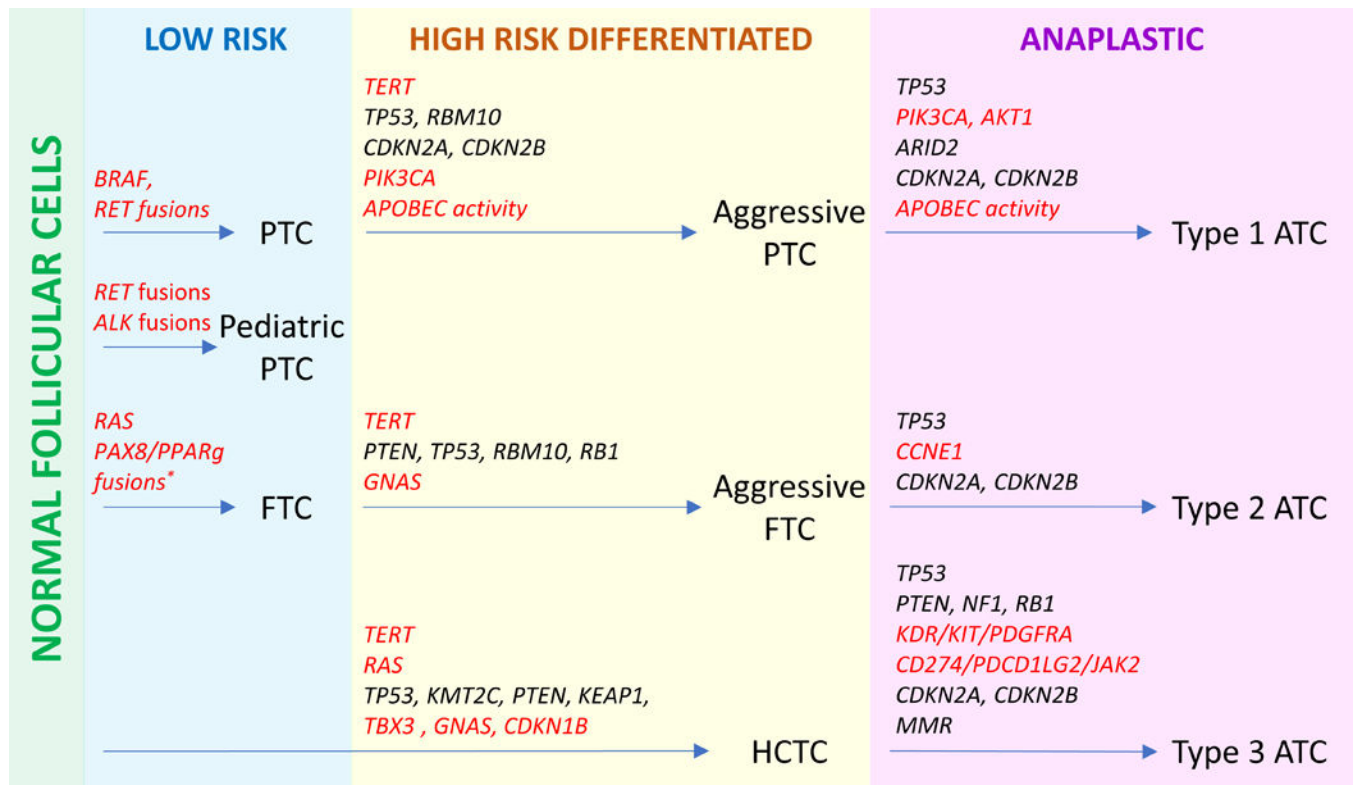 NORMAL FOLLICULAR CELLS
LOW RISK
HIGH RISK DIFFERENTIATED
ANAPLASTIC
BRAF,
RET fusions
PTC
TERT
TP53, RBM10
CDKN2A, CDKN2B
PIK3CA
APOBEC activity
Aggressive
PTC
TP53
PIK3CA, AKT1
ARID2
CDKN2A, CDKN2B
APOBEC activity
Type 1 ATC
RET fusions
ALK fusions
Pediatric
PTC
RAS
PAX8/PPARg
fusions*
FTC
TERT
PTEN, TP53, RBM10, RB1
GNAS
Aggressive
FTC
TP53
CCNE1
CDKN2A, CDKN2B
Type 2 ATC
TERT
RAS
TP53, KMT2C, PTEN, KEAP1,
TBX3 , GNAS, CDKN1B
HCTC
TP53
PTEN, NF1, RB1
KDR/KIT/PDGFRA
CD274/PDCD1LG2/JAK2
CDKN2A, CDKN2B
MMR
Type 3 ATC